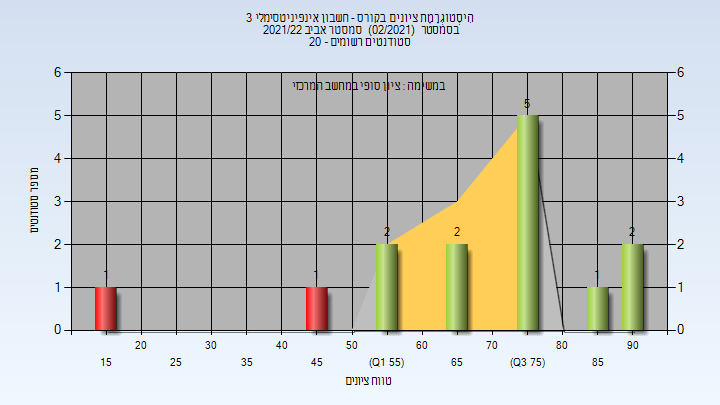 היסטוגרמת ציונים בקורס - חשבון אינפיניטסימלי 3
בסמסטר (02/2021) סמסטר אביב 2021/22
סטודנטים רשומים - 20
במשימה : ציון סופי במחשב המרכזי
מספר סטודנטים
6 6
5 5
4 4
3 3
2 2
1 1
0 0
1 1 2 2 5 1 2
20 30 40 50 60 70 80 90
15 25 35 45 (Q1 55) 65 (Q3 75) 85
טווח ציונים